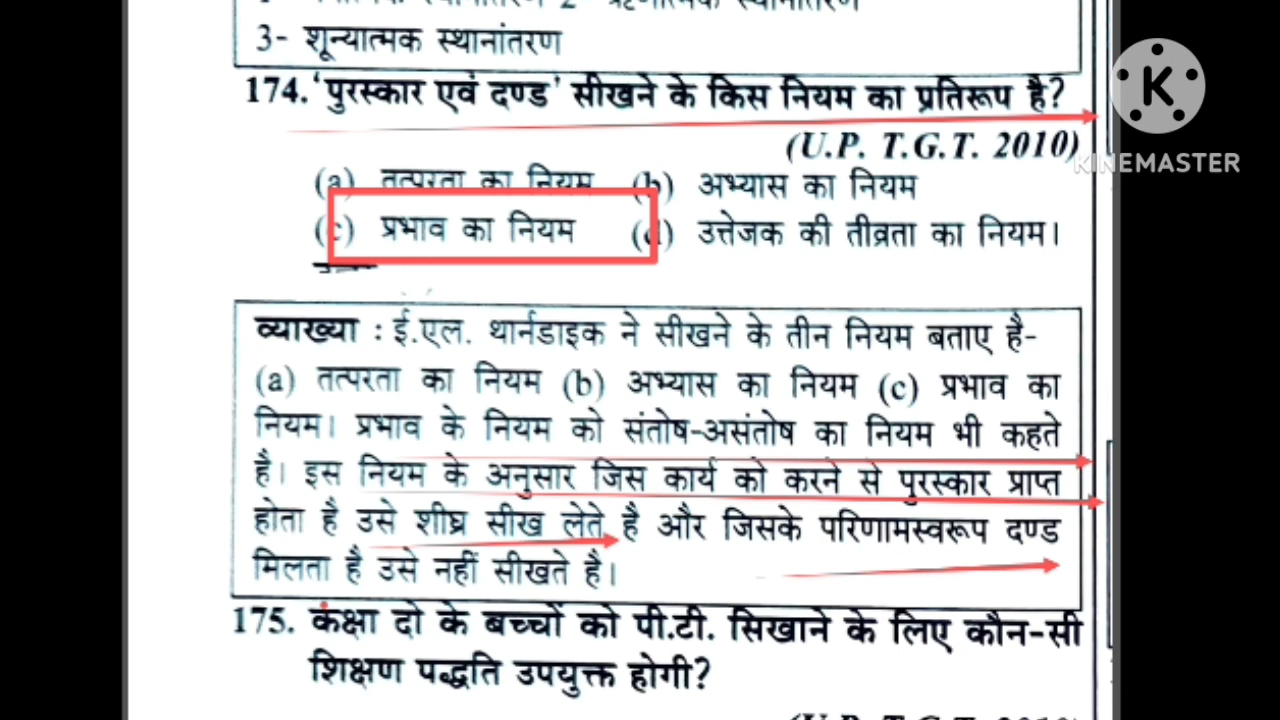 3- शून्यात्मक स्थानांतरण
174. 'पुरस्कार एवं दण्ड' सीखने के किस नियम का प्रतिरूप है?
(U.P. T.G.T. 2010)
(a) तत्परता का नियम (b) अभ्यास का नियम
(c) प्रभाव का नियम (d) उत्तेजक की तीव्रता का नियम।
व्याख्या : ई.एल. थार्नडाइक ने सीखने के तीन नियम बताए है-
(a) तत्परता का नियम (b) अभ्यास का नियम (c) प्रभाव का
नियम। प्रभाव के नियम को संतोष-असंतोष का नियम भी कहते
है। इस नियम के अनुसार जिस कार्य को करने से पुरस्कार प्राप्त
होता है उसे शीघ्र सीख लेते है और जिसके परिणामस्वरूप दण्ड
मिलता है उसे नहीं सीखते है।
175. कंक्षा दो के बच्चों को पी.टी. सिखाने के लिए कौन-सी
शिक्षण पद्धति उपयुक्त होगी?
K
KINEMASTER